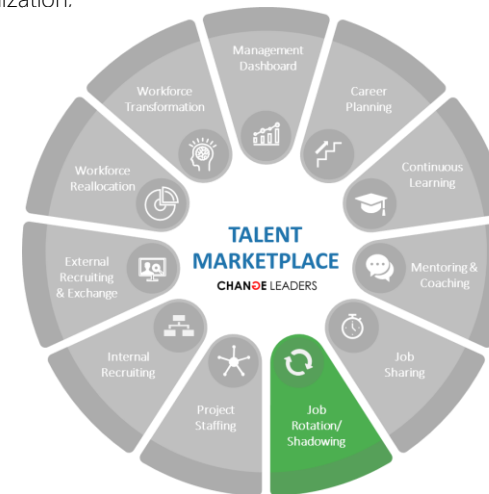 Management
Dashboard
Career
Planning
Continuous
Learning
Mentoring &
Coaching
Job
Sharing
Job
Rotation/
Shadowing
Project
Staffing
Internal
Recruiting
External
Recruiting
& Exchange
Workforce
Reallocation
Workforce
Transformation
TALENT
MARKETPLACE
CHANGE LEADERS